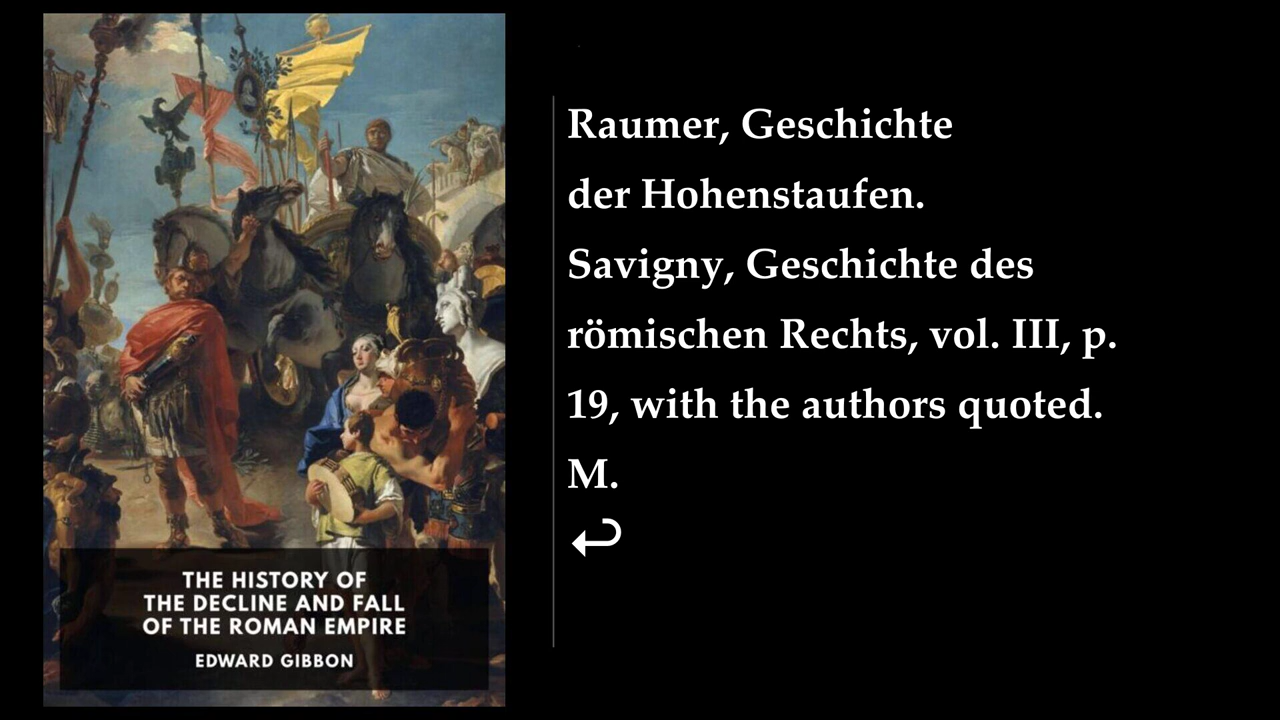 THE HISTORY OF
THE DECLINE AND FALL
OF THE ROMAN EMPIRE
EDWARD GIBBON
Raumer, Geschichte
der Hohenstaufen.
Savigny, Geschichte des
römischen Rechts, vol. III, p.
19, with the authors quoted.
M.
↩